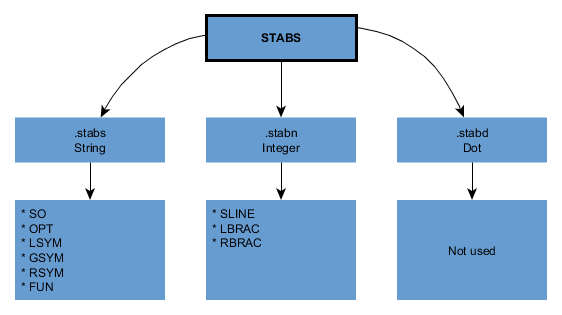 STABS
.stabs
String
.stabn
Integer
.stabd
Dot
* SO
* OPT
* LSYM
* GSYM
* RSYM
* FUN
* SLINE
* LBRAC
* RBRAC
Not used